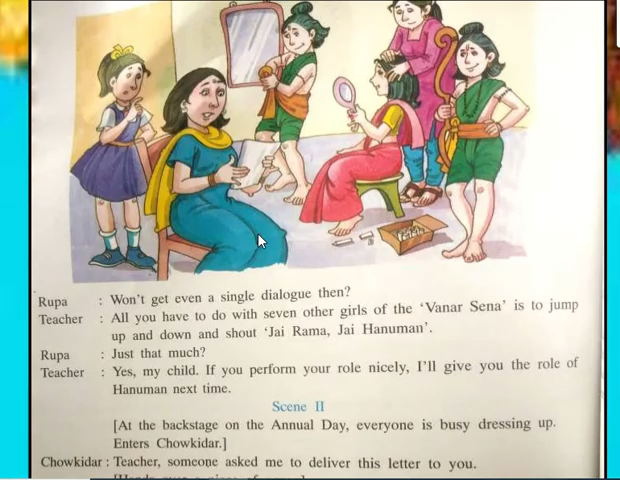 Rupa : Won't get even a single dialogue then?
Teacher : All you have to do with seven other girls of the 'Vanar Sena' is to jump
up and down and shout 'Jai Rama, Jai Hanuman'.
Rupa : Just that much?
Teacher : Yes, my child. If you perform your role nicely, I'll give you the role of
Hanuman next time.
Scene II
[At the backstage on the Annual Day, everyone is busy dressing up.
Enters Chowkidar.]
Chowkidar : Teacher, someone asked me to deliver this letter to you.